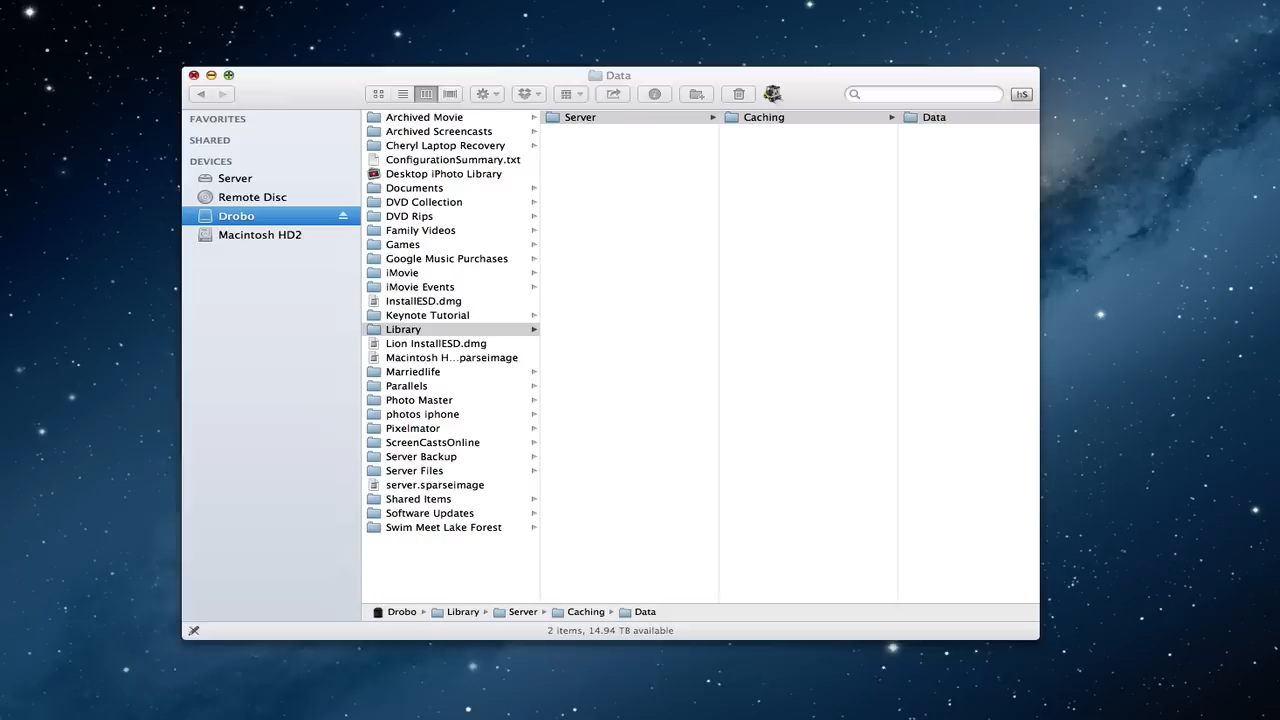 Data
hS
FAVORITES
SHARED
DEVICES
Server
Remote Disc
Drobo
Macintosh HD2
Archived Movie
Archived Screencasts
Cheryl Laptop Recovery
ConfigurationSummary.txt
Desktop iPhoto Library
Documents
DVD Collection
DVD Rips
Family Videos
Games
Google Music Purchases
iMovie
iMovie Events
InstallESD.dmg
Keynote Tutorial
Library
Lion InstallESD.dmg
Macintosh H...parseimage
Marriedlife
Parallels
Photo Master
photos iphone
Pixelmator
ScreenCastsOnline
Server Backup
Server Files
server.sparseimage
Shared Items
Software Updates
Swim Meet Lake Forest
Server
Caching
Data
Drobo Library Server Caching Data
2 items, 14.94 TB available